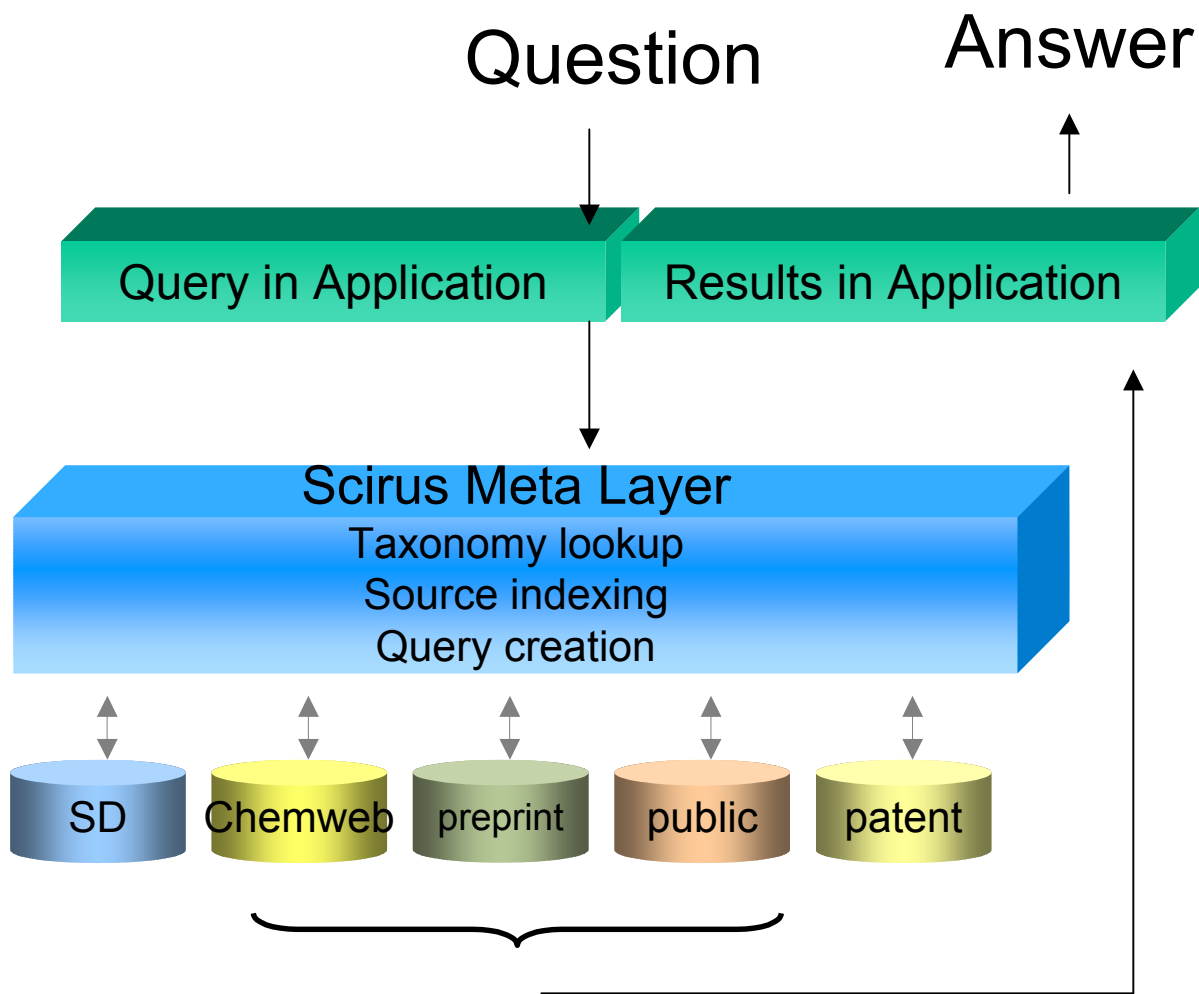 Question
Answer
Query in Application
Results in Application
Scirus Meta Layer
Taxonomy lookup
Source indexing
Query creation
SD
Chemweb
preprint
public
patent